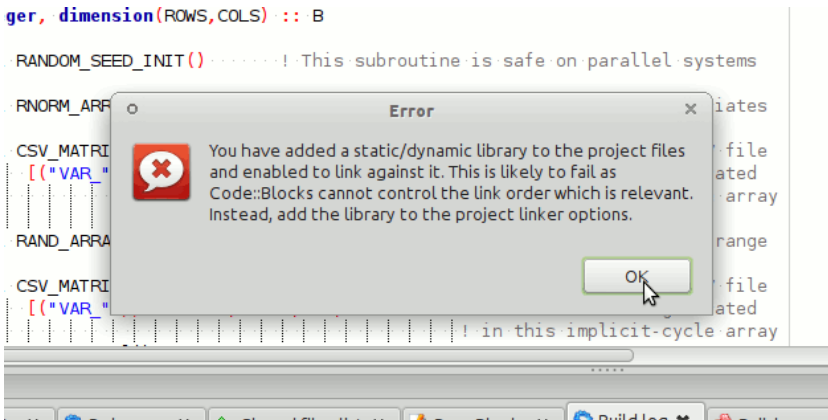 ger, dimension(ROWS,COLS) :: B
RANDOM_SEED_INIT() ! This subroutine is safe on parallel systems
RNORM_ARR iates
Error
CSV_MATRI file
[("VAR_" ated
array
You have added a static/dynamic library to the project files
and enabled to link against it. This is likely to fail as
Code::Blocks cannot control the link order which is relevant.
Instead, add the library to the project linker options.
RAND_ARRA range
OK
CSV_MATRI file
[("VAR_" ated
! in this implicit-cycle array
Build log